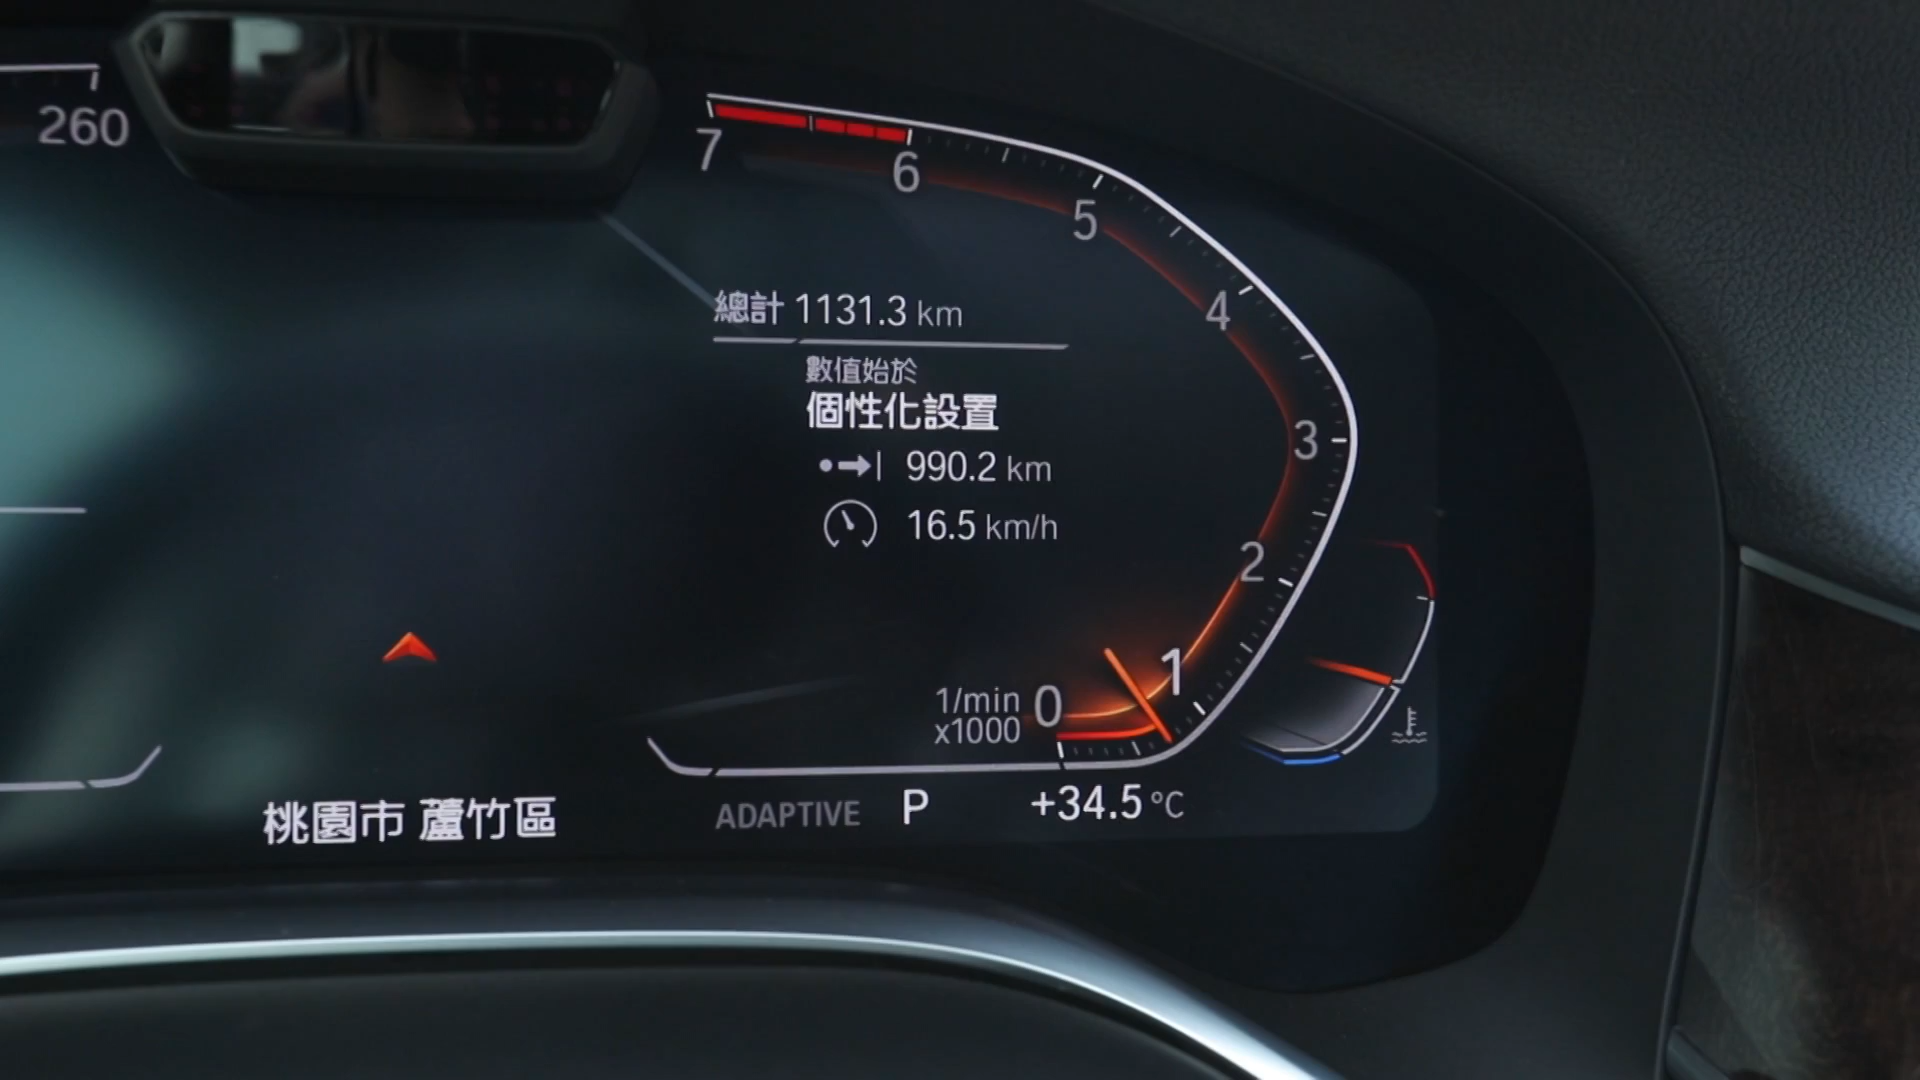 260
7
6
5
4
3
2
1
0
總計 1131.3 km
數值始於
個性化設置
990.2 km
16.5 km/h
1/min
x1000
桃園市 蘆竹區
ADAPTIVE P +34.5 °C